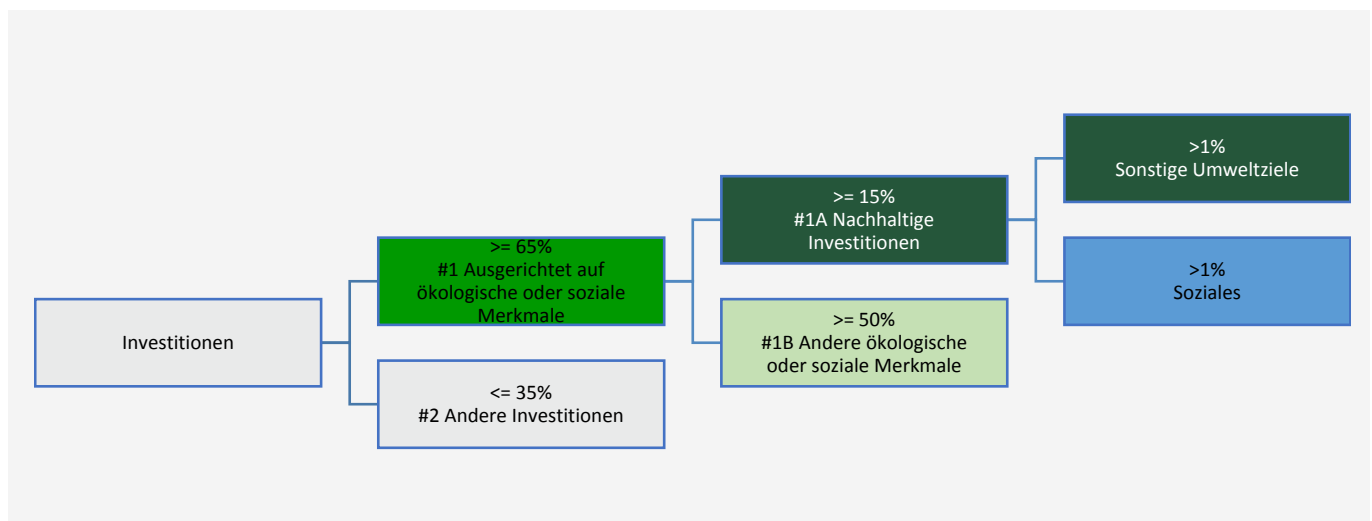 Investitionen
>= 65%
#1 Ausgerichtet auf
ökologische oder soziale
Merkmale
<= 35%
#2 Andere Investitionen
>= 15%
#1A Nachhaltige
Investitionen
>= 50%
#1B Andere ökologische
oder soziale Merkmale
>1%
Sonstige Umweltziele
>1%
Soziales